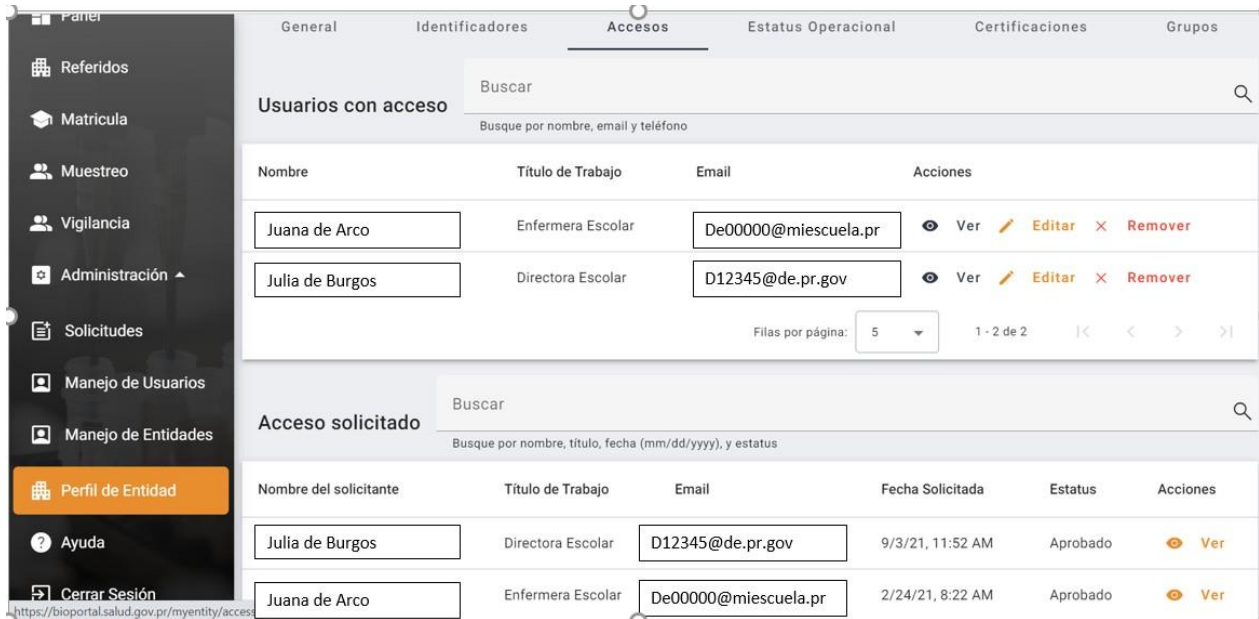 Panel
Referidos
Matricula
Muestreo
Vigilancia
Administración
Solicitudes
Manejo de Usuarios
Manejo de Entidades
Perfil de Entidad
Ayuda
Cerrar Sesión
https://bioportal.salud.gov.pr/myentity/access
General Identificadores Accesos Estatus Operacional Certificaciones Grupos
Usuarios con acceso
Buscar
Busque por nombre, email y teléfono
Nombre Título de Trabajo Email Acciones
Juana de Arco Enfermera Escolar De00000@miescuela.pr Ver Editar Remover
Julia de Burgos Directora Escolar D12345@de.pr.gov Ver Editar Remover
Filas por página: 5 1 - 2 de 2
Acceso solicitado
Buscar
Busque por nombre, título, fecha (mm/dd/yyyy), y estatus
Nombre del solicitante Título de Trabajo Email Fecha Solicitada Estatus Acciones
Julia de Burgos Directora Escolar D12345@de.pr.gov 9/3/21, 11:52 AM Aprobado Ver
Juana de Arco Enfermera Escolar De00000@miescuela.pr 2/24/21, 8:22 AM Aprobado Ver